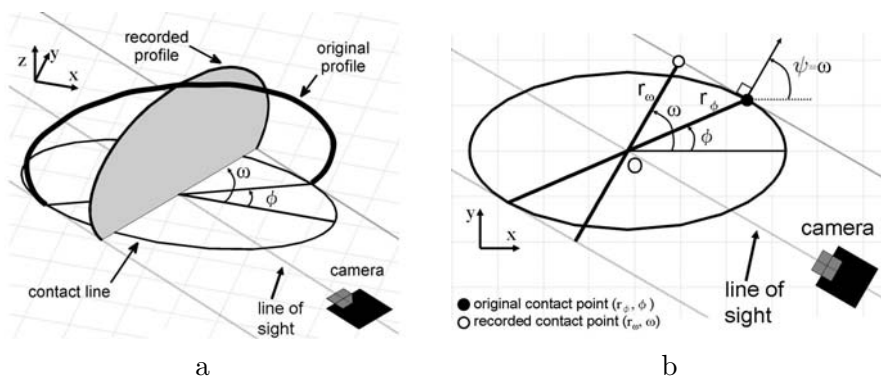 recorded
profile
original
profile
z
y
x
ω
ϕ
contact line
line of
sight
camera
a
ψ=ω
r_ω
r_ϕ
ω
ϕ
O
y
x
camera
line of
sight
original contact point (r_ϕ, ϕ)
recorded contact point (r_ω, ω)
b